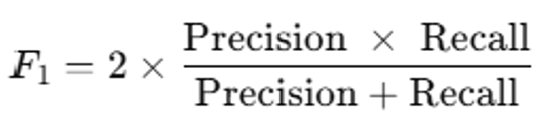 F₁ = 2 × Precision × Recall / Precision + Recall